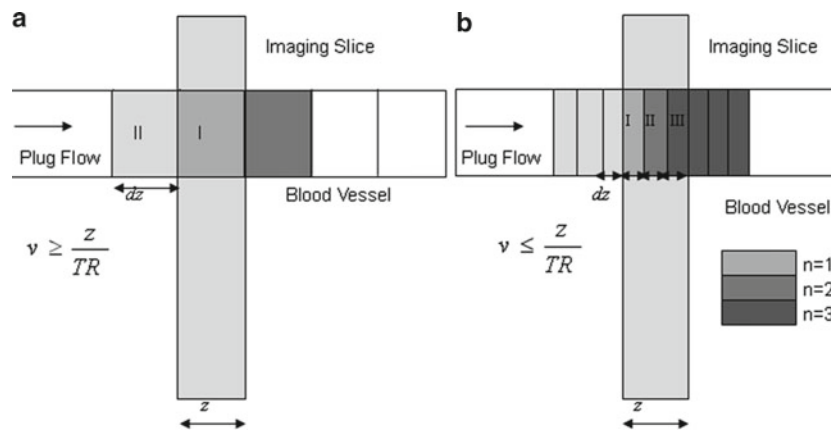 a
Imaging Slice
II
I
Plug Flow
dz
Blood Vessel
v ≥ z / TR
z
b
Imaging Slice
I
II
III
Plug Flow
dz
Blood Vessel
v ≤ z / TR
n=1
n=2
n=3
z